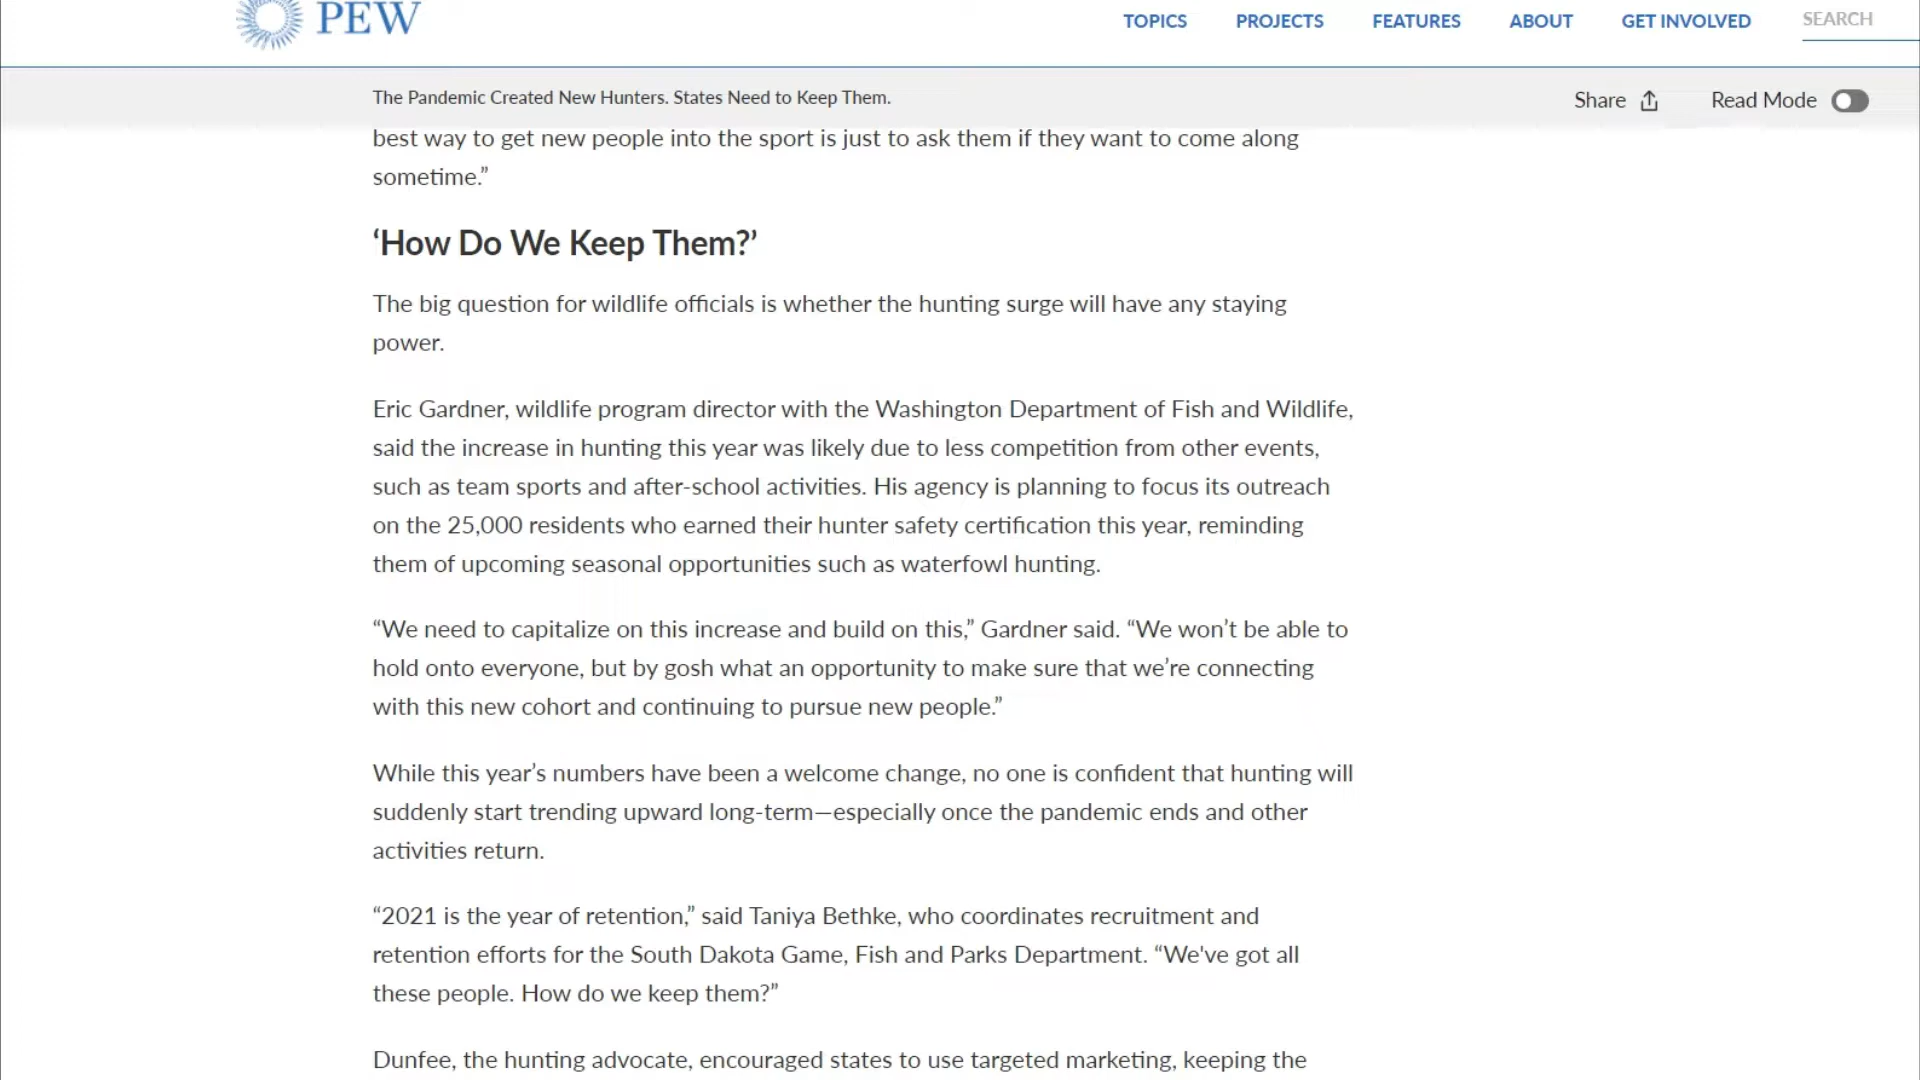 PEW
TOPICS PROJECTS FEATURES ABOUT GET INVOLVED SEARCH
The Pandemic Created New Hunters. States Need to Keep Them. Share Read Mode
best way to get new people into the sport is just to ask them if they want to come along
sometime.”
‘How Do We Keep Them?’
The big question for wildlife officials is whether the hunting surge will have any staying
power.
Eric Gardner, wildlife program director with the Washington Department of Fish and Wildlife,
said the increase in hunting this year was likely due to less competition from other events,
such as team sports and after-school activities. His agency is planning to focus its outreach
on the 25,000 residents who earned their hunter safety certification this year, reminding
them of upcoming seasonal opportunities such as waterfowl hunting.
“We need to capitalize on this increase and build on this,” Gardner said. “We won’t be able to
hold onto everyone, but by gosh what an opportunity to make sure that we’re connecting
with this new cohort and continuing to pursue new people.”
While this year’s numbers have been a welcome change, no one is confident that hunting will
suddenly start trending upward long-term—especially once the pandemic ends and other
activities return.
“2021 is the year of retention,” said Taniya Bethke, who coordinates recruitment and
retention efforts for the South Dakota Game, Fish and Parks Department. “We've got all
these people. How do we keep them?”
Dunfee, the hunting advocate, encouraged states to use targeted marketing, keeping the